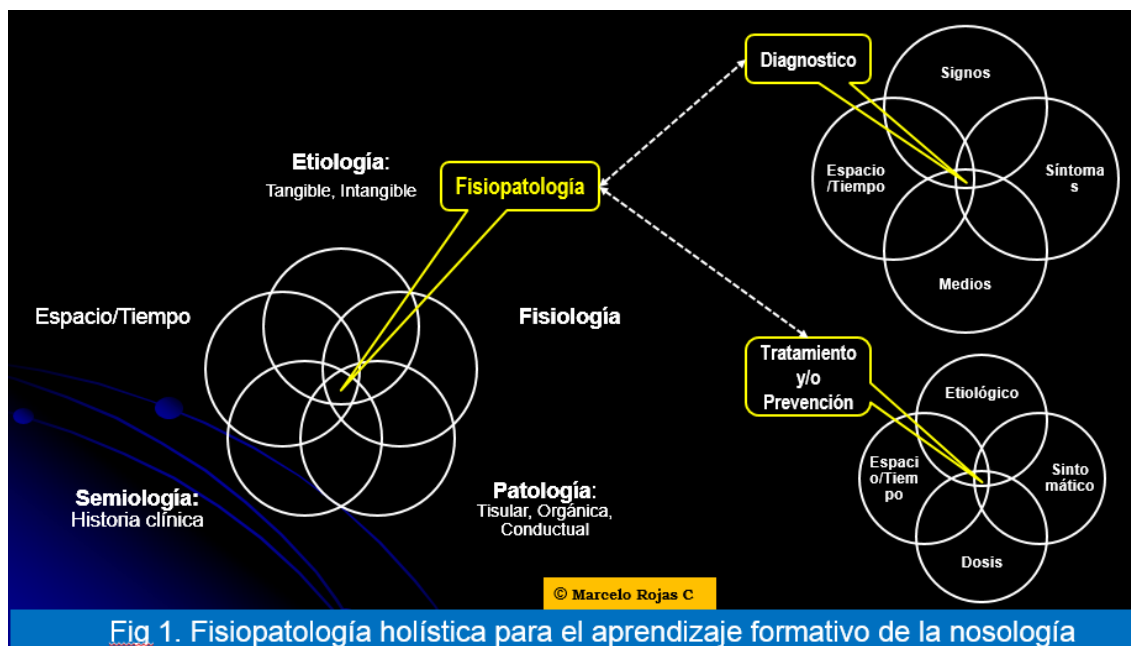 Diagnostico
Signos
Etiología:
Tangible, Intangible
Fisiopatología
Espacio
/Tiempo
Síntoma
s
Medios
Espacio/Tiempo
Fisiología
Tratamiento
y/o
Prevención
Etiológico
Espaci
o/Tiem
po
Sinto
mático
Dosis
Semiología:
Historia clínica
Patología:
Tisular, Orgánica,
Conductual
© Marcelo Rojas C
Fig 1. Fisiopatología holística para el aprendizaje formativo de la nosología